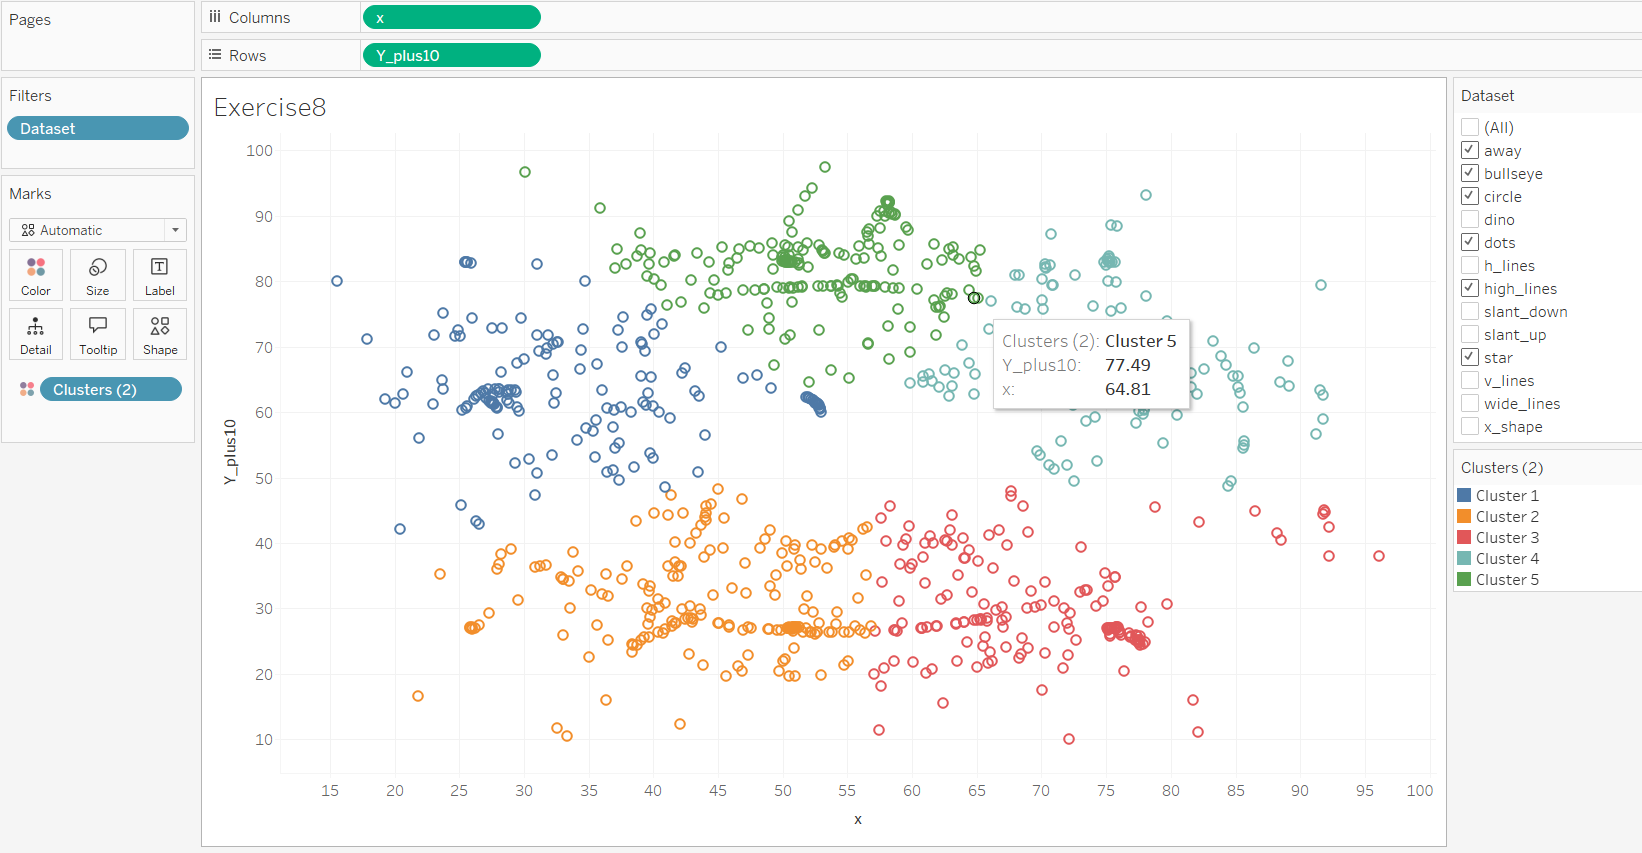 Pages
Columns
x
Rows
Y_plus10
Filters
Dataset
Marks
Automatic
Color
Size
Label
Detail
Tooltip
Shape
Clusters (2)
Exercise8
100
90
80
70
60
50
40
30
20
10
Y_plus10
15 20 25 30 35 40 45 50 55 60 65 70 75 80 85 90 95 100
x
Clusters (2): Cluster 5
Y_plus10: 77.49
x: 64.81
Dataset
(All)
away
bullseye
circle
dino
dots
h_lines
high_lines
slant_down
slant_up
star
v_lines
wide_lines
x_shape
Clusters (2)
Cluster 1
Cluster 2
Cluster 3
Cluster 4
Cluster 5